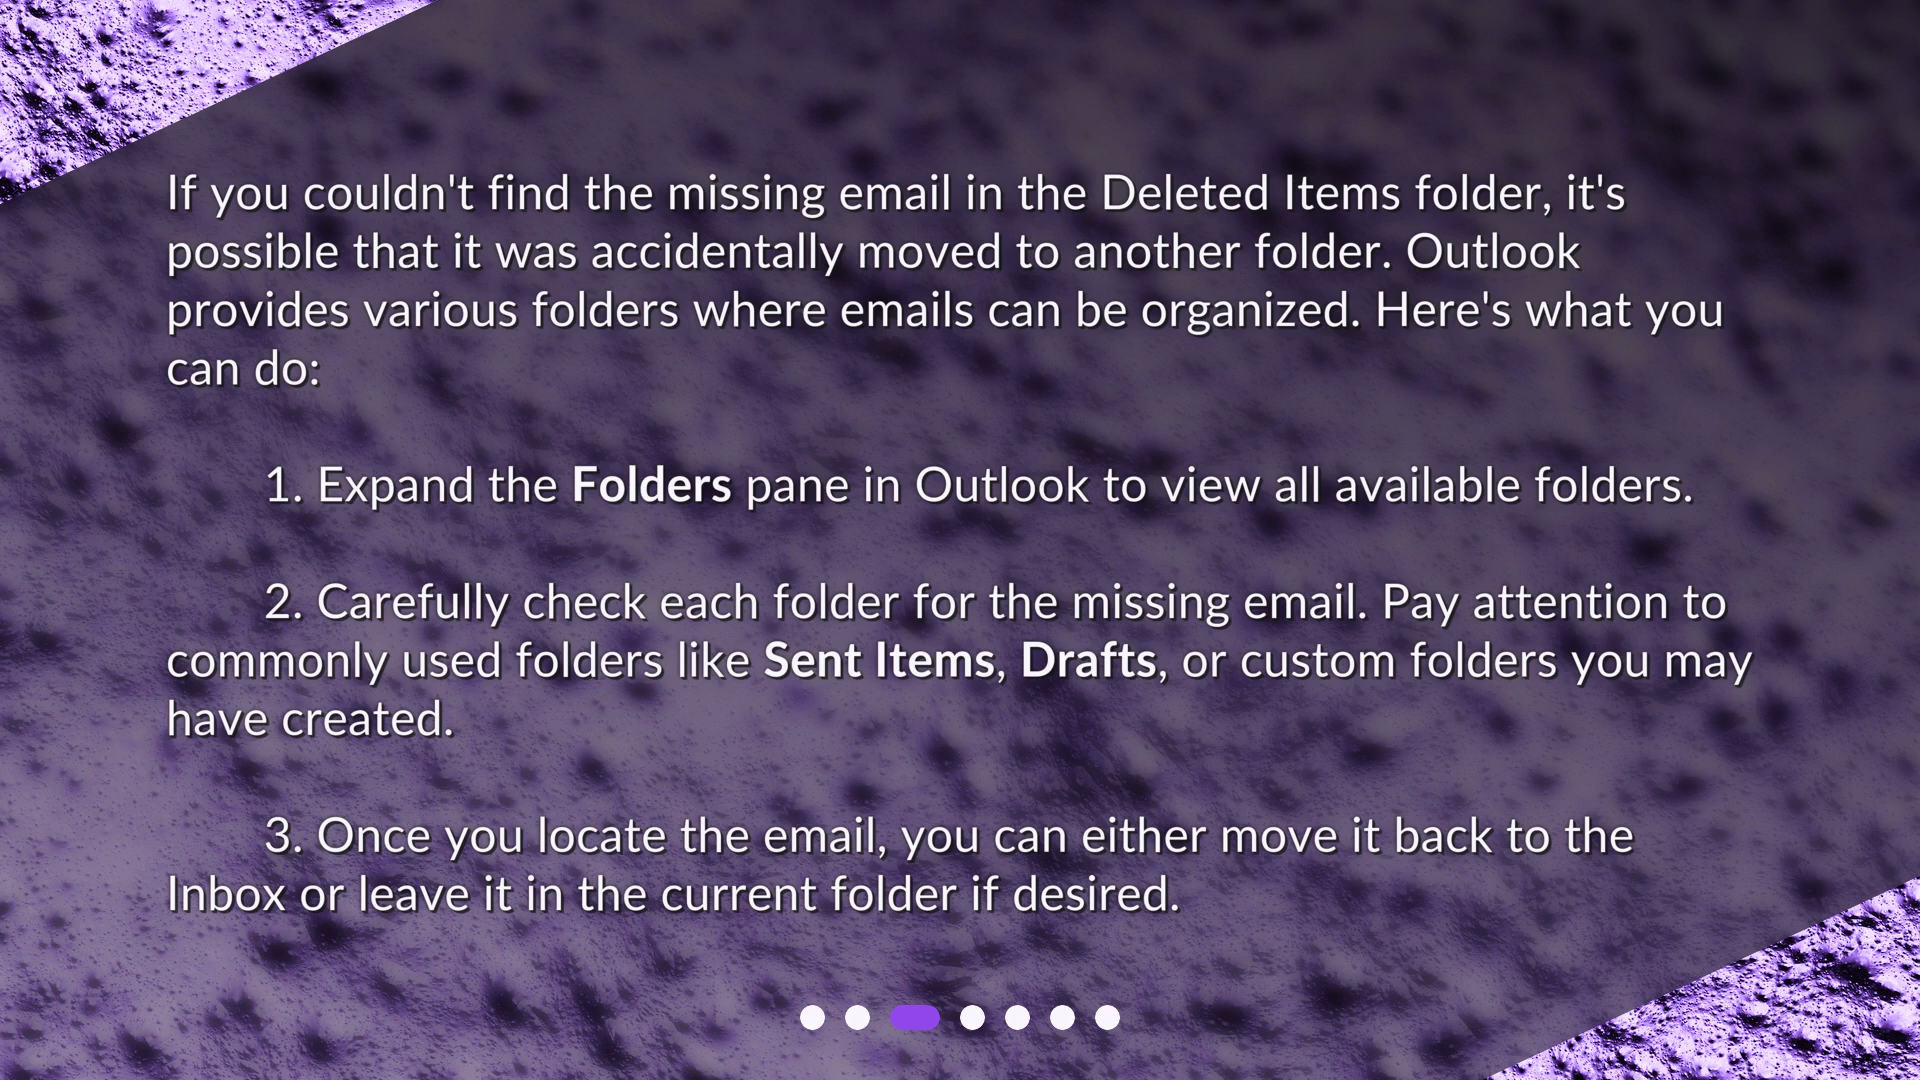 If you couldn't find the missing email in the Deleted Items folder, it's
possible that it was accidentally moved to another folder. Outlook
provides various folders where emails can be organized. Here's what you
can do:
1. Expand the Folders pane in Outlook to view all available folders.
2. Carefully check each folder for the missing email. Pay attention to
commonly used folders like Sent Items, Drafts, or custom folders you may
have created.
3. Once you locate the email, you can either move it back to the
Inbox or leave it in the current folder if desired.